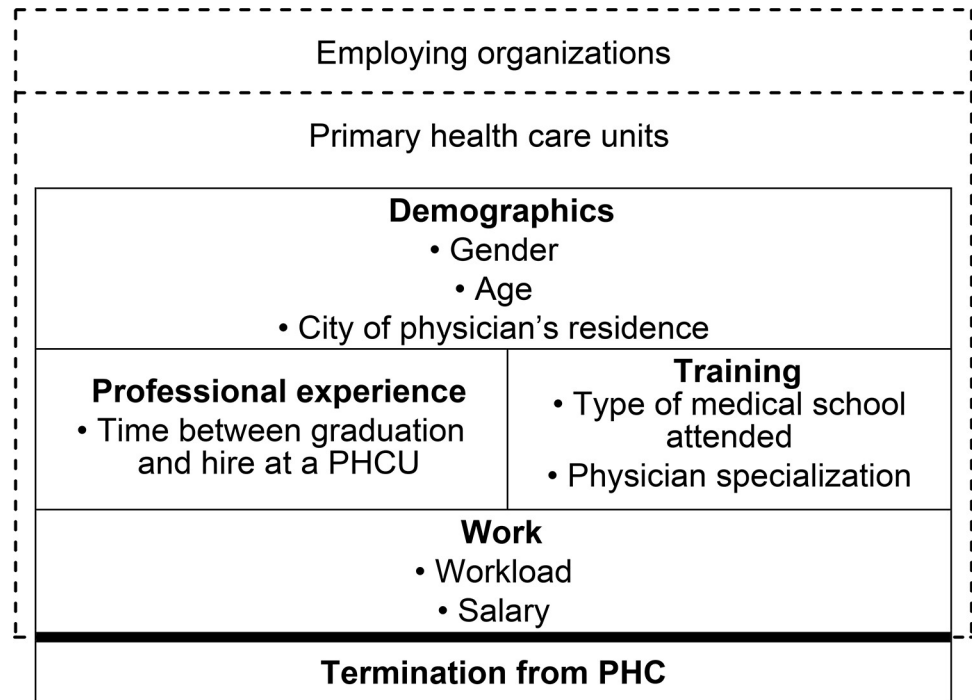 Employing organizations
Primary health care units
Demographics
• Gender
• Age
• City of physician’s residence
Professional experience
• Time between graduation
and hire at a PHCU
Training
• Type of medical school
attended
• Physician specialization
Work
• Workload
• Salary
Termination from PHC